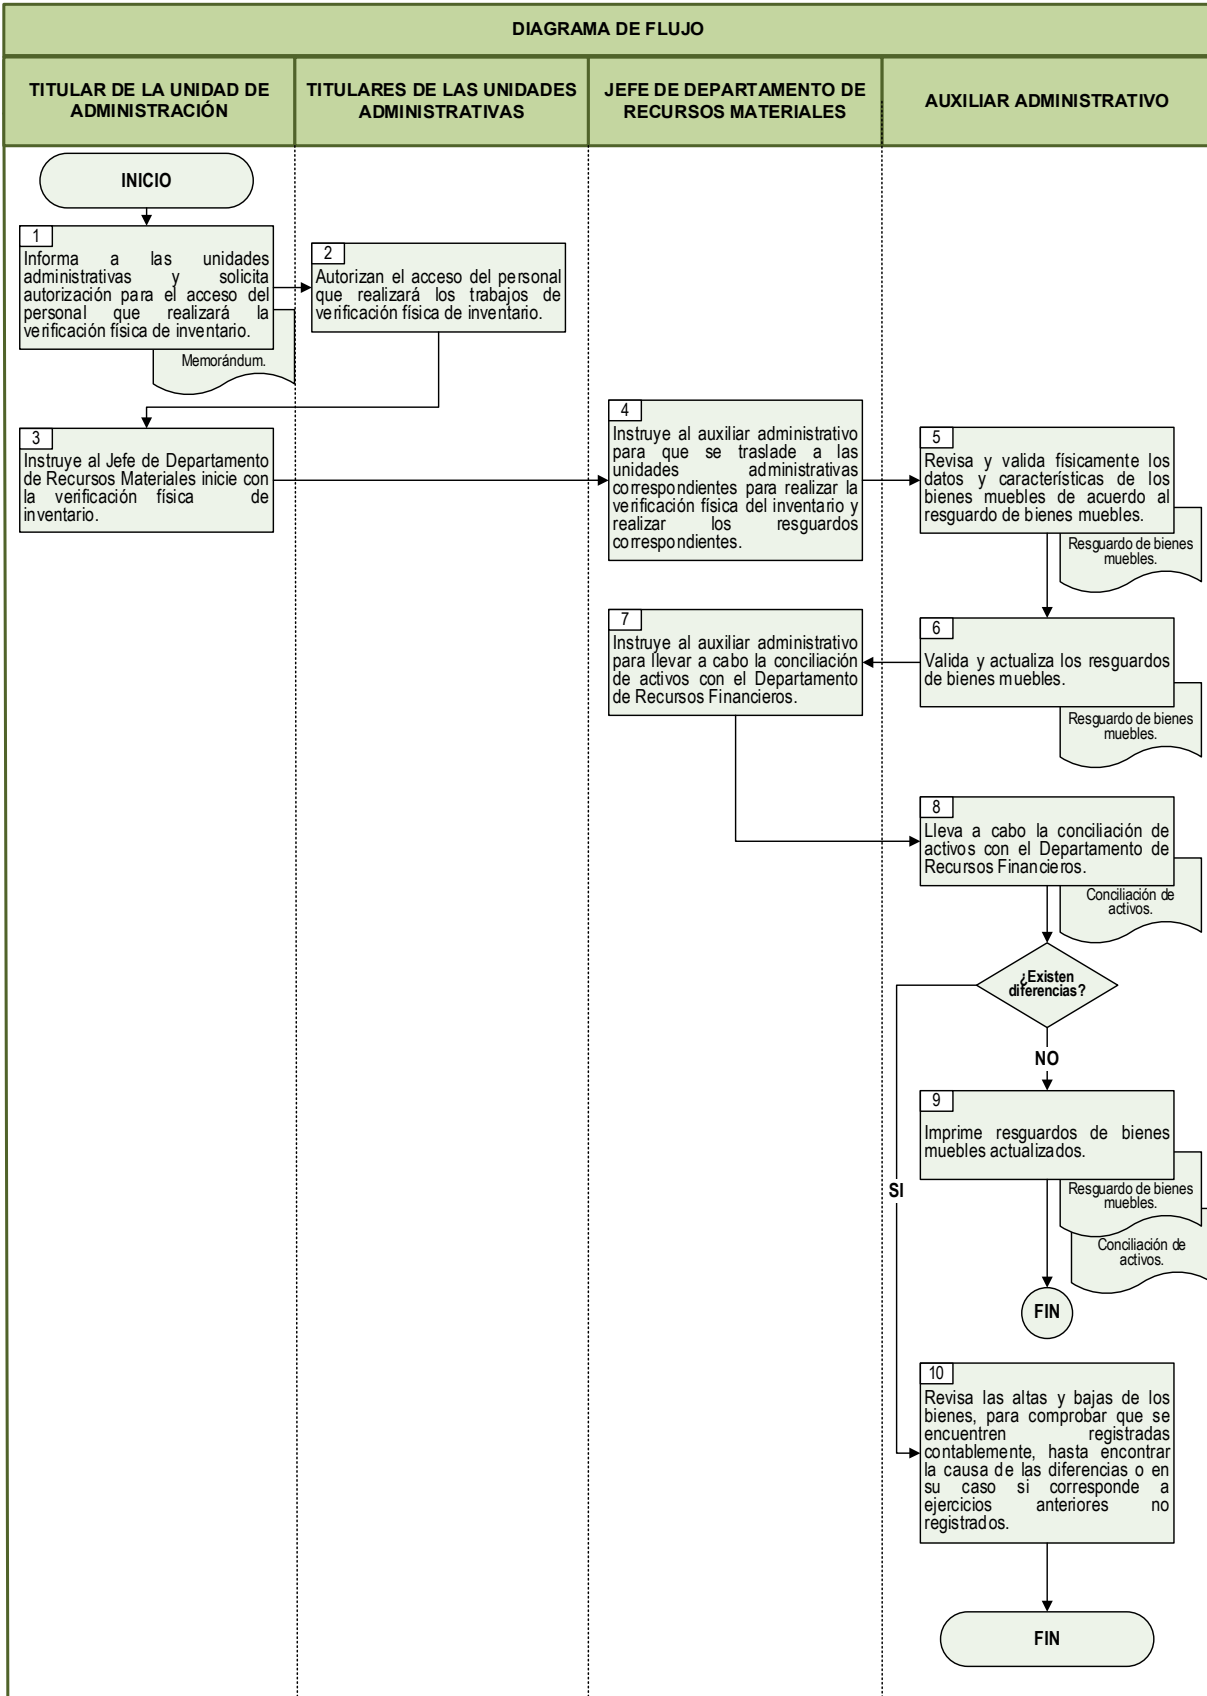 DIAGRAMA DE FLUJO
TITULAR DE LA UNIDAD DE
ADMINISTRACIÓN
TITULARES DE LAS UNIDADES
ADMINISTRATIVAS
JEFE DE DEPARTAMENTO DE
RECURSOS MATERIALES
AUXILIAR ADMINISTRATIVO
INICIO
1
Informa a las unidades
administrativas y solicita
autorización para el acceso del
personal que realizará la
verificación física de inventario.
Memorándum.
2
Autorizan el acceso del personal
que realizará los trabajos de
verificación física de inventario.
3
Instruye al Jefe de Departamento
de Recursos Materiales inicie con
la verificación física de
inventario.
4
Instruye al auxiliar administrativo
para que se traslade a las
unidades administrativas
correspondientes para realizar la
verificación física del inventario y
realizar los resguardos
correspondientes.
5
Revisa y valida físicamente los
datos y características de los
bienes muebles de acuerdo al
resguardo de bienes muebles.
Resguardo de bienes
muebles.
6
Valida y actualiza los resguardos
de bienes muebles.
Resguardo de bienes
muebles.
7
Instruye al auxiliar administrativo
para llevar a cabo la conciliación
de activos con el Departamento
de Recursos Financieros.
8
Lleva a cabo la conciliación de
activos con el Departamento de
Recursos Financieros.
Conciliación de
activos.
¿Existen
diferencias?
NO
9
Imprime resguardos de bienes
muebles actualizados.
Resguardo de bienes
muebles.
Conciliación de
activos.
SI
FIN
10
Revisa las altas y bajas de los
bienes, para comprobar que se
encuentren registradas
contablemente, hasta encontrar
la causa de las diferencias o en
su caso si corresponde a
ejercicios anteriores no
registrados.
FIN